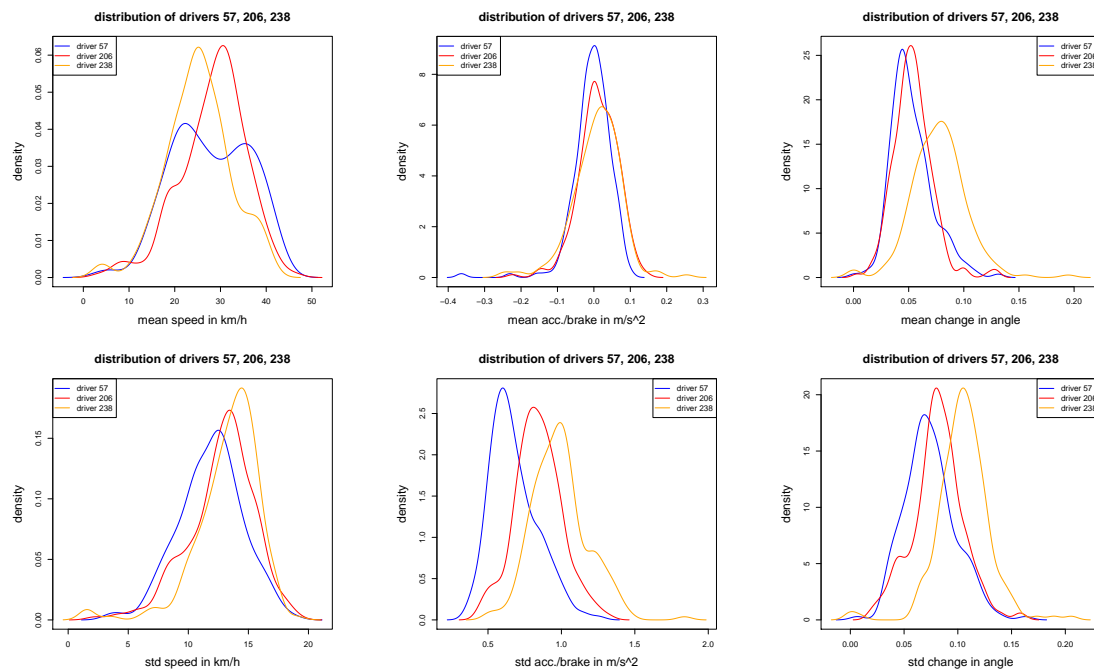 distribution of drivers 57, 206, 238
driver 57
driver 206
driver 238
density
0.00 0.01 0.02 0.03 0.04 0.05 0.06
0 10 20 30 40 50
mean speed in km/h
distribution of drivers 57, 206, 238
driver 57
driver 206
driver 238
density
0 2 4 6 8
−0.4 −0.3 −0.2 −0.1 0.0 0.1 0.2 0.3
mean acc./brake in m/s^2
distribution of drivers 57, 206, 238
driver 57
driver 206
driver 238
density
0 5 10 15 20 25
0.00 0.05 0.10 0.15 0.20
mean change in angle
distribution of drivers 57, 206, 238
driver 57
driver 206
driver 238
density
0.00 0.05 0.10 0.15
0 5 10 15 20
std speed in km/h
distribution of drivers 57, 206, 238
driver 57
driver 206
driver 238
density
0.0 0.5 1.0 1.5 2.0 2.5
0.5 1.0 1.5 2.0
std acc./brake in m/s^2
distribution of drivers 57, 206, 238
driver 57
driver 206
driver 238
density
0 5 10 15 20
0.00 0.05 0.10 0.15 0.20
std change in angle